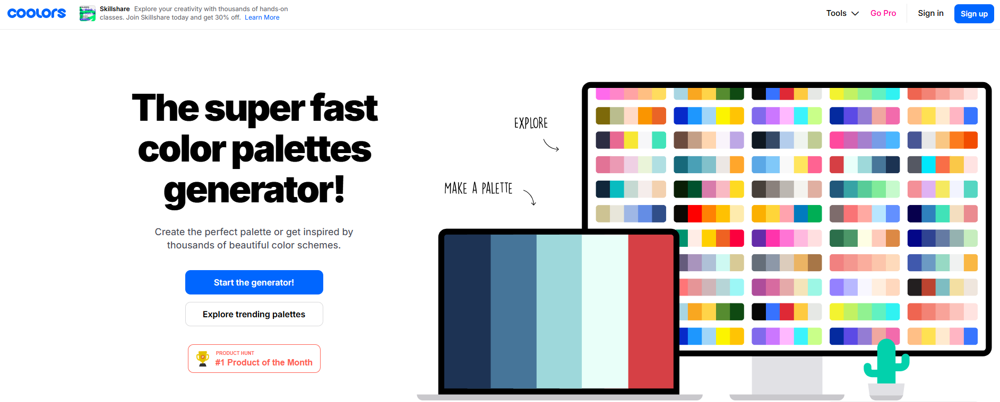 coolors
Skillshare Explore your creativity with thousands of hands-on
classes. Join Skillshare today and get 30% off. Learn More
Tools
Go Pro
Sign in
Sign up
The super fast
color palettes
generator!
Create the perfect palette or get inspired by
thousands of beautiful color schemes.
Start the generator!
Explore trending palettes
PRODUCT HUNT
#1 Product of the Month
EXPLORE
MAKE A PALETTE